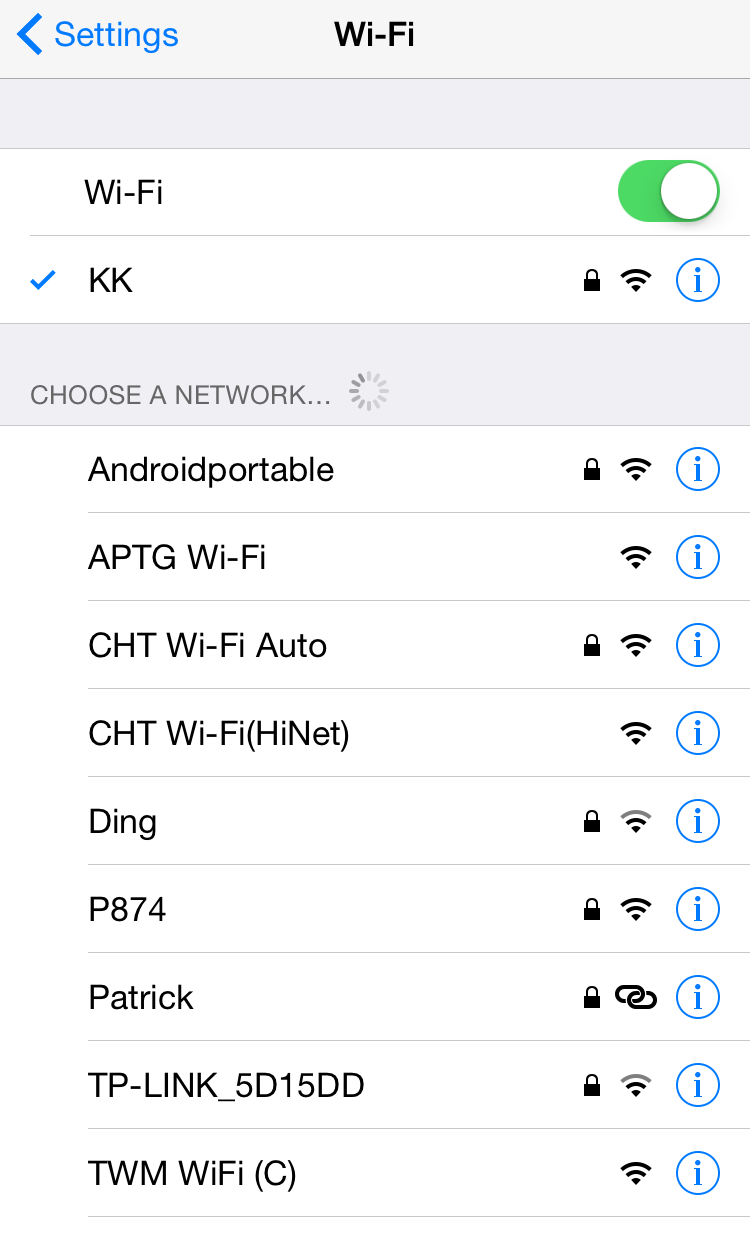 Settings
Wi-Fi
Wi-Fi
KK
CHOOSE A NETWORK...
Androidportable
APTG Wi-Fi
CHT Wi-Fi Auto
CHT Wi-Fi(HiNet)
Ding
P874
Patrick
TP-LINK_5D15DD
TWM WiFi (C)